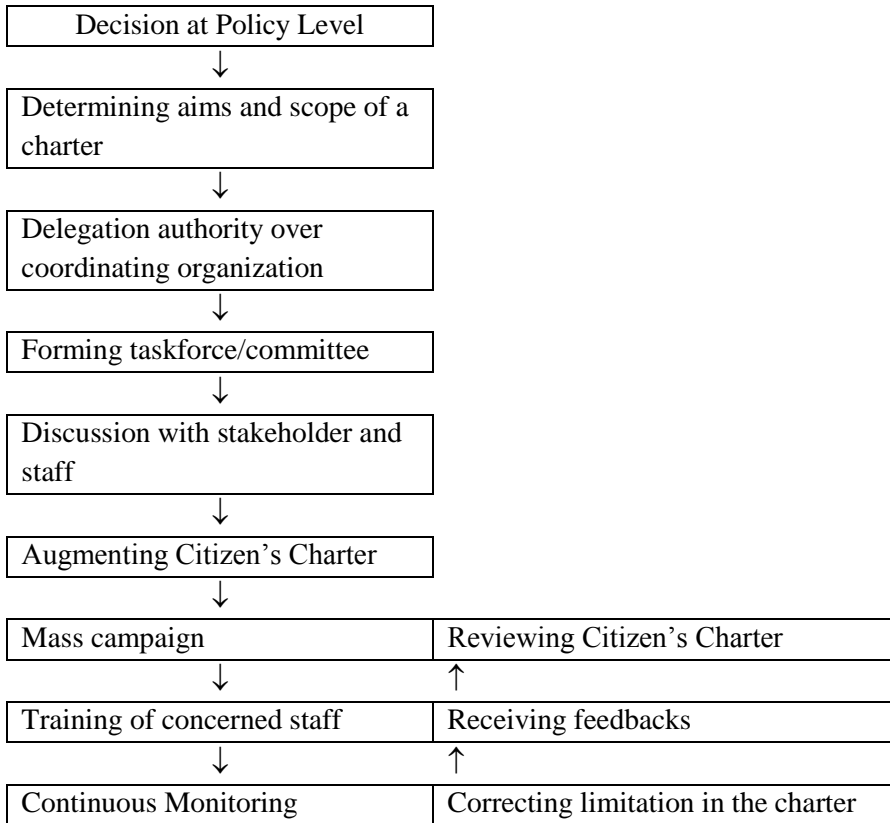 Decision at Policy Level
↓
Determining aims and scope of a
charter
↓
Delegation authority over
coordinating organization
↓
Forming taskforce/committee
↓
Discussion with stakeholder and
staff
↓
Augmenting Citizen’s Charter
↓
Mass campaign Reviewing Citizen’s Charter
↓ ↑
Training of concerned staff Receiving feedbacks
↓ ↑
Continuous Monitoring Correcting limitation in the charter